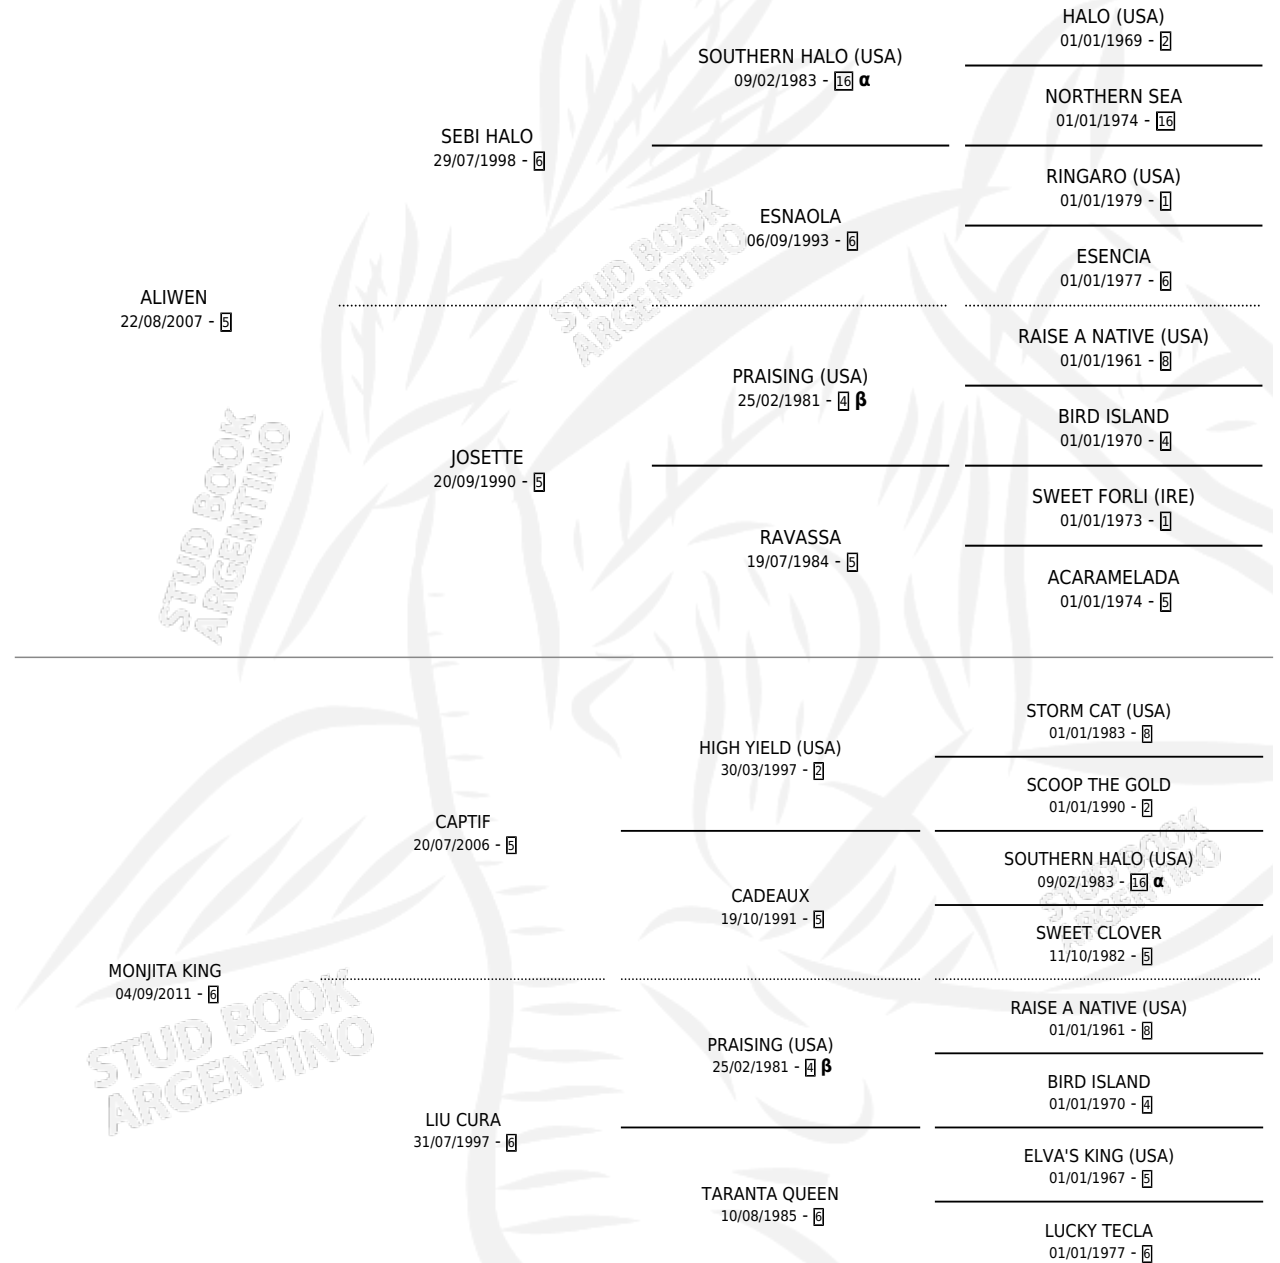 HALO (USA)
01/01/1969 - 2
SOUTHERN HALO (USA)
09/02/1983 - 16 α
NORTHERN SEA
01/01/1974 - 16
SEBI HALO
29/07/1998 - 6
RINGARO (USA)
01/01/1979 - 1
ESNAOLA
06/09/1993 - 6
ESENCIA
01/01/1977 - 6
STUD BOOK
ARGENTINO
ALIWEN
22/08/2007 - 5
RAISE A NATIVE (USA)
01/01/1961 - 8
PRAISING (USA)
25/02/1981 - 4 β
BIRD ISLAND
01/01/1970 - 4
JOSETTE
20/09/1990 - 5
SWEET FORLI (IRE)
01/01/1973 - 1
RAVASSA
19/07/1984 - 5
ACARAMELADA
01/01/1974 - 5
STUD BOOK
ARGENTINO
STORM CAT (USA)
01/01/1983 - 8
HIGH YIELD (USA)
30/03/1997 - 2
SCOOP THE GOLD
01/01/1990 - 2
CAPTIF
20/07/2006 - 5
SOUTHERN HALO (USA)
09/02/1983 - 16 α
CADEAUX
19/10/1991 - 5
SWEET CLOVER
11/10/1982 - 5
STUD BOOK
ARGENTINO
MONJITA KING
04/09/2011 - 6
RAISE A NATIVE (USA)
01/01/1961 - 8
PRAISING (USA)
25/02/1981 - 4 β
BIRD ISLAND
01/01/1970 - 4
LIU CURA
31/07/1997 - 6
ELVA'S KING (USA)
01/01/1967 - 5
TARANTA QUEEN
10/08/1985 - 6
LUCKY TECLA
01/01/1977 - 6
STUD BOOK
ARGENTINO